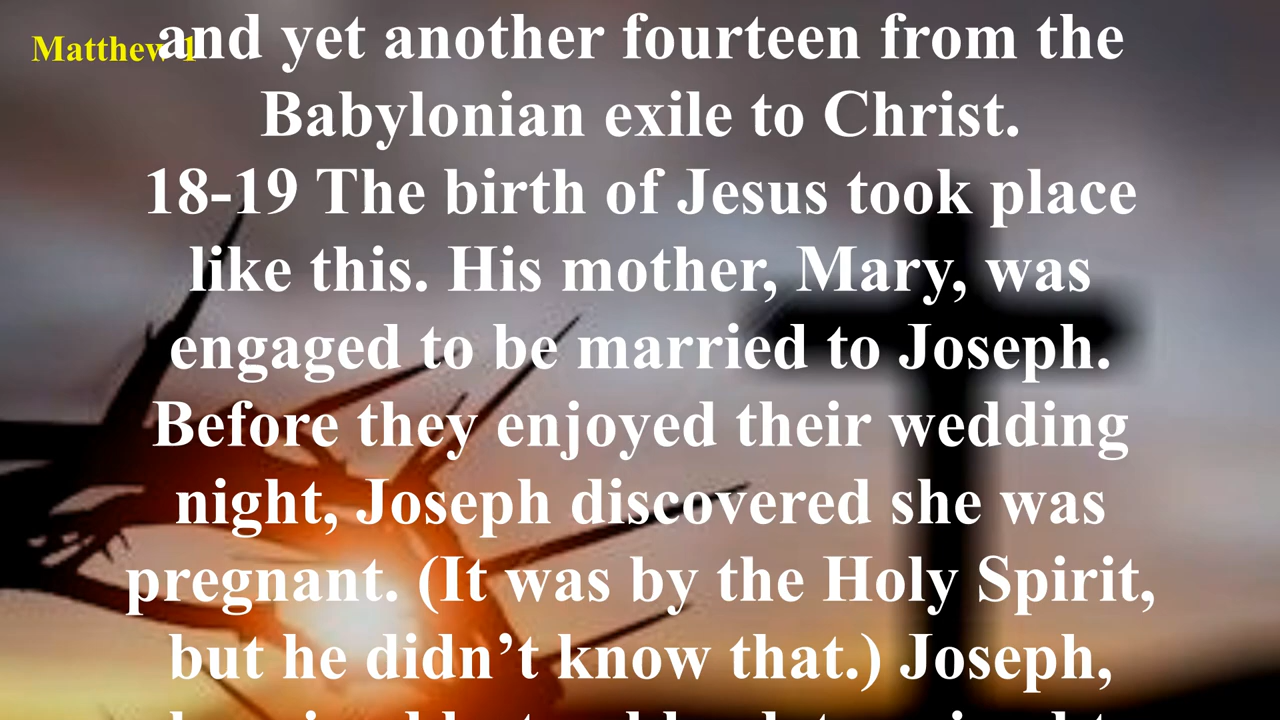 Matthew 1
and yet another fourteen from the
Babylonian exile to Christ.
18-19 The birth of Jesus took place
like this. His mother, Mary, was
engaged to be married to Joseph.
Before they enjoyed their wedding
night, Joseph discovered she was
pregnant. (It was by the Holy Spirit,
but he didn’t know that.) Joseph,